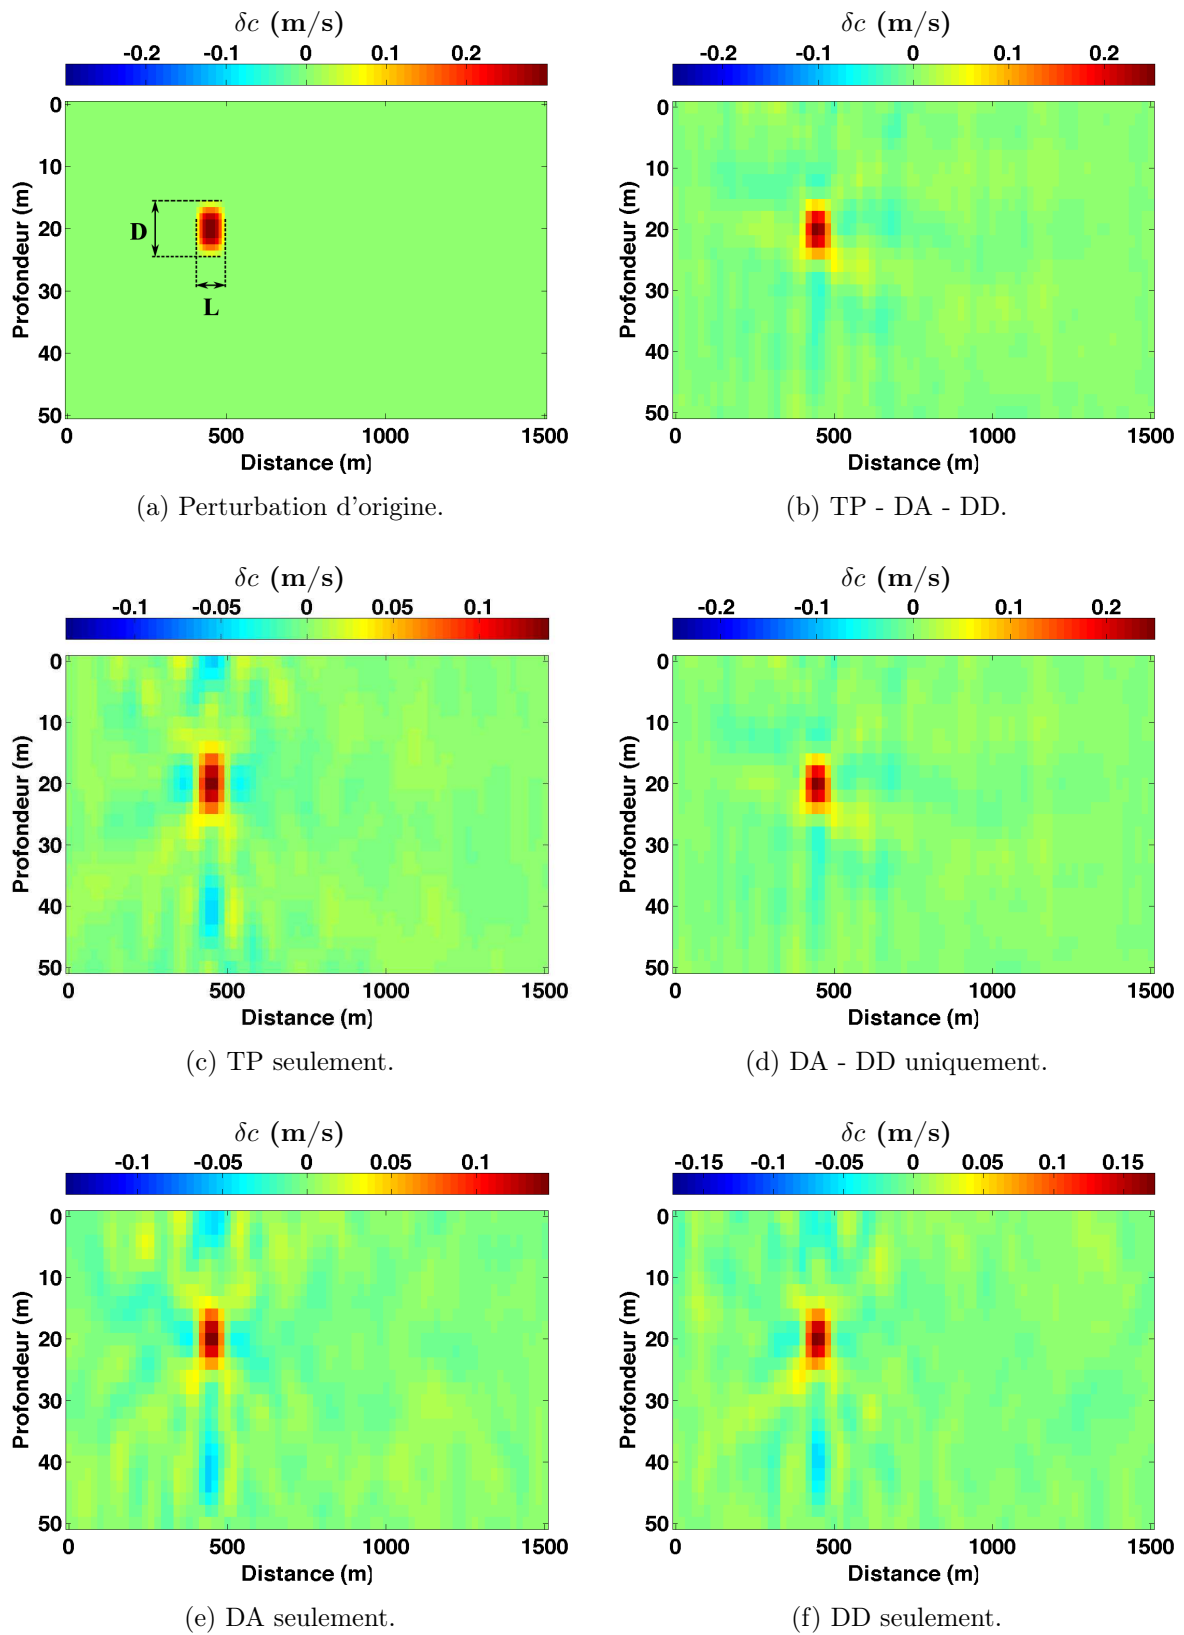 δc (m/s)
-0.2 -0.1 0 0.1 0.2
0
10
20
30
40
50
Profondeur (m)
D
L
0 500 1000 1500
Distance (m)
(a) Perturbation d'origine.
δc (m/s)
-0.2 -0.1 0 0.1 0.2
0
10
20
30
40
50
Profondeur (m)
0 500 1000 1500
Distance (m)
(b) TP - DA - DD.
δc (m/s)
-0.1 -0.05 0 0.05 0.1
0
10
20
30
40
50
Profondeur (m)
0 500 1000 1500
Distance (m)
(c) TP seulement.
δc (m/s)
-0.2 -0.1 0 0.1 0.2
0
10
20
30
40
50
Profondeur (m)
0 500 1000 1500
Distance (m)
(d) DA - DD uniquement.
δc (m/s)
-0.1 -0.05 0 0.05 0.1
0
10
20
30
40
50
Profondeur (m)
0 500 1000 1500
Distance (m)
(e) DA seulement.
δc (m/s)
-0.15 -0.1 -0.05 0 0.05 0.1 0.15
0
10
20
30
40
50
Profondeur (m)
0 500 1000 1500
Distance (m)
(f) DD seulement.